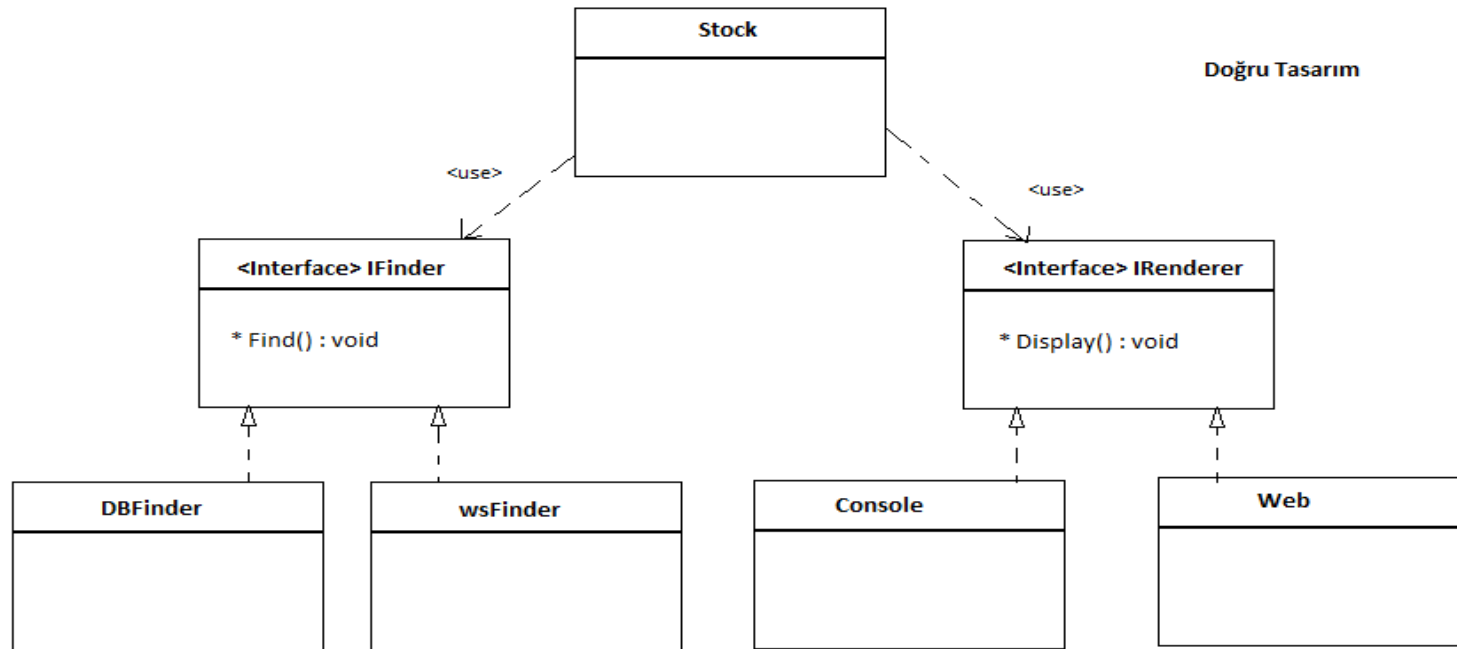 Stock
Doğru Tasarım
<use>
<use>
<Interface> IFinder
<Interface> IRenderer
* Find() : void
* Display() : void
DBFinder
wsFinder
Console
Web